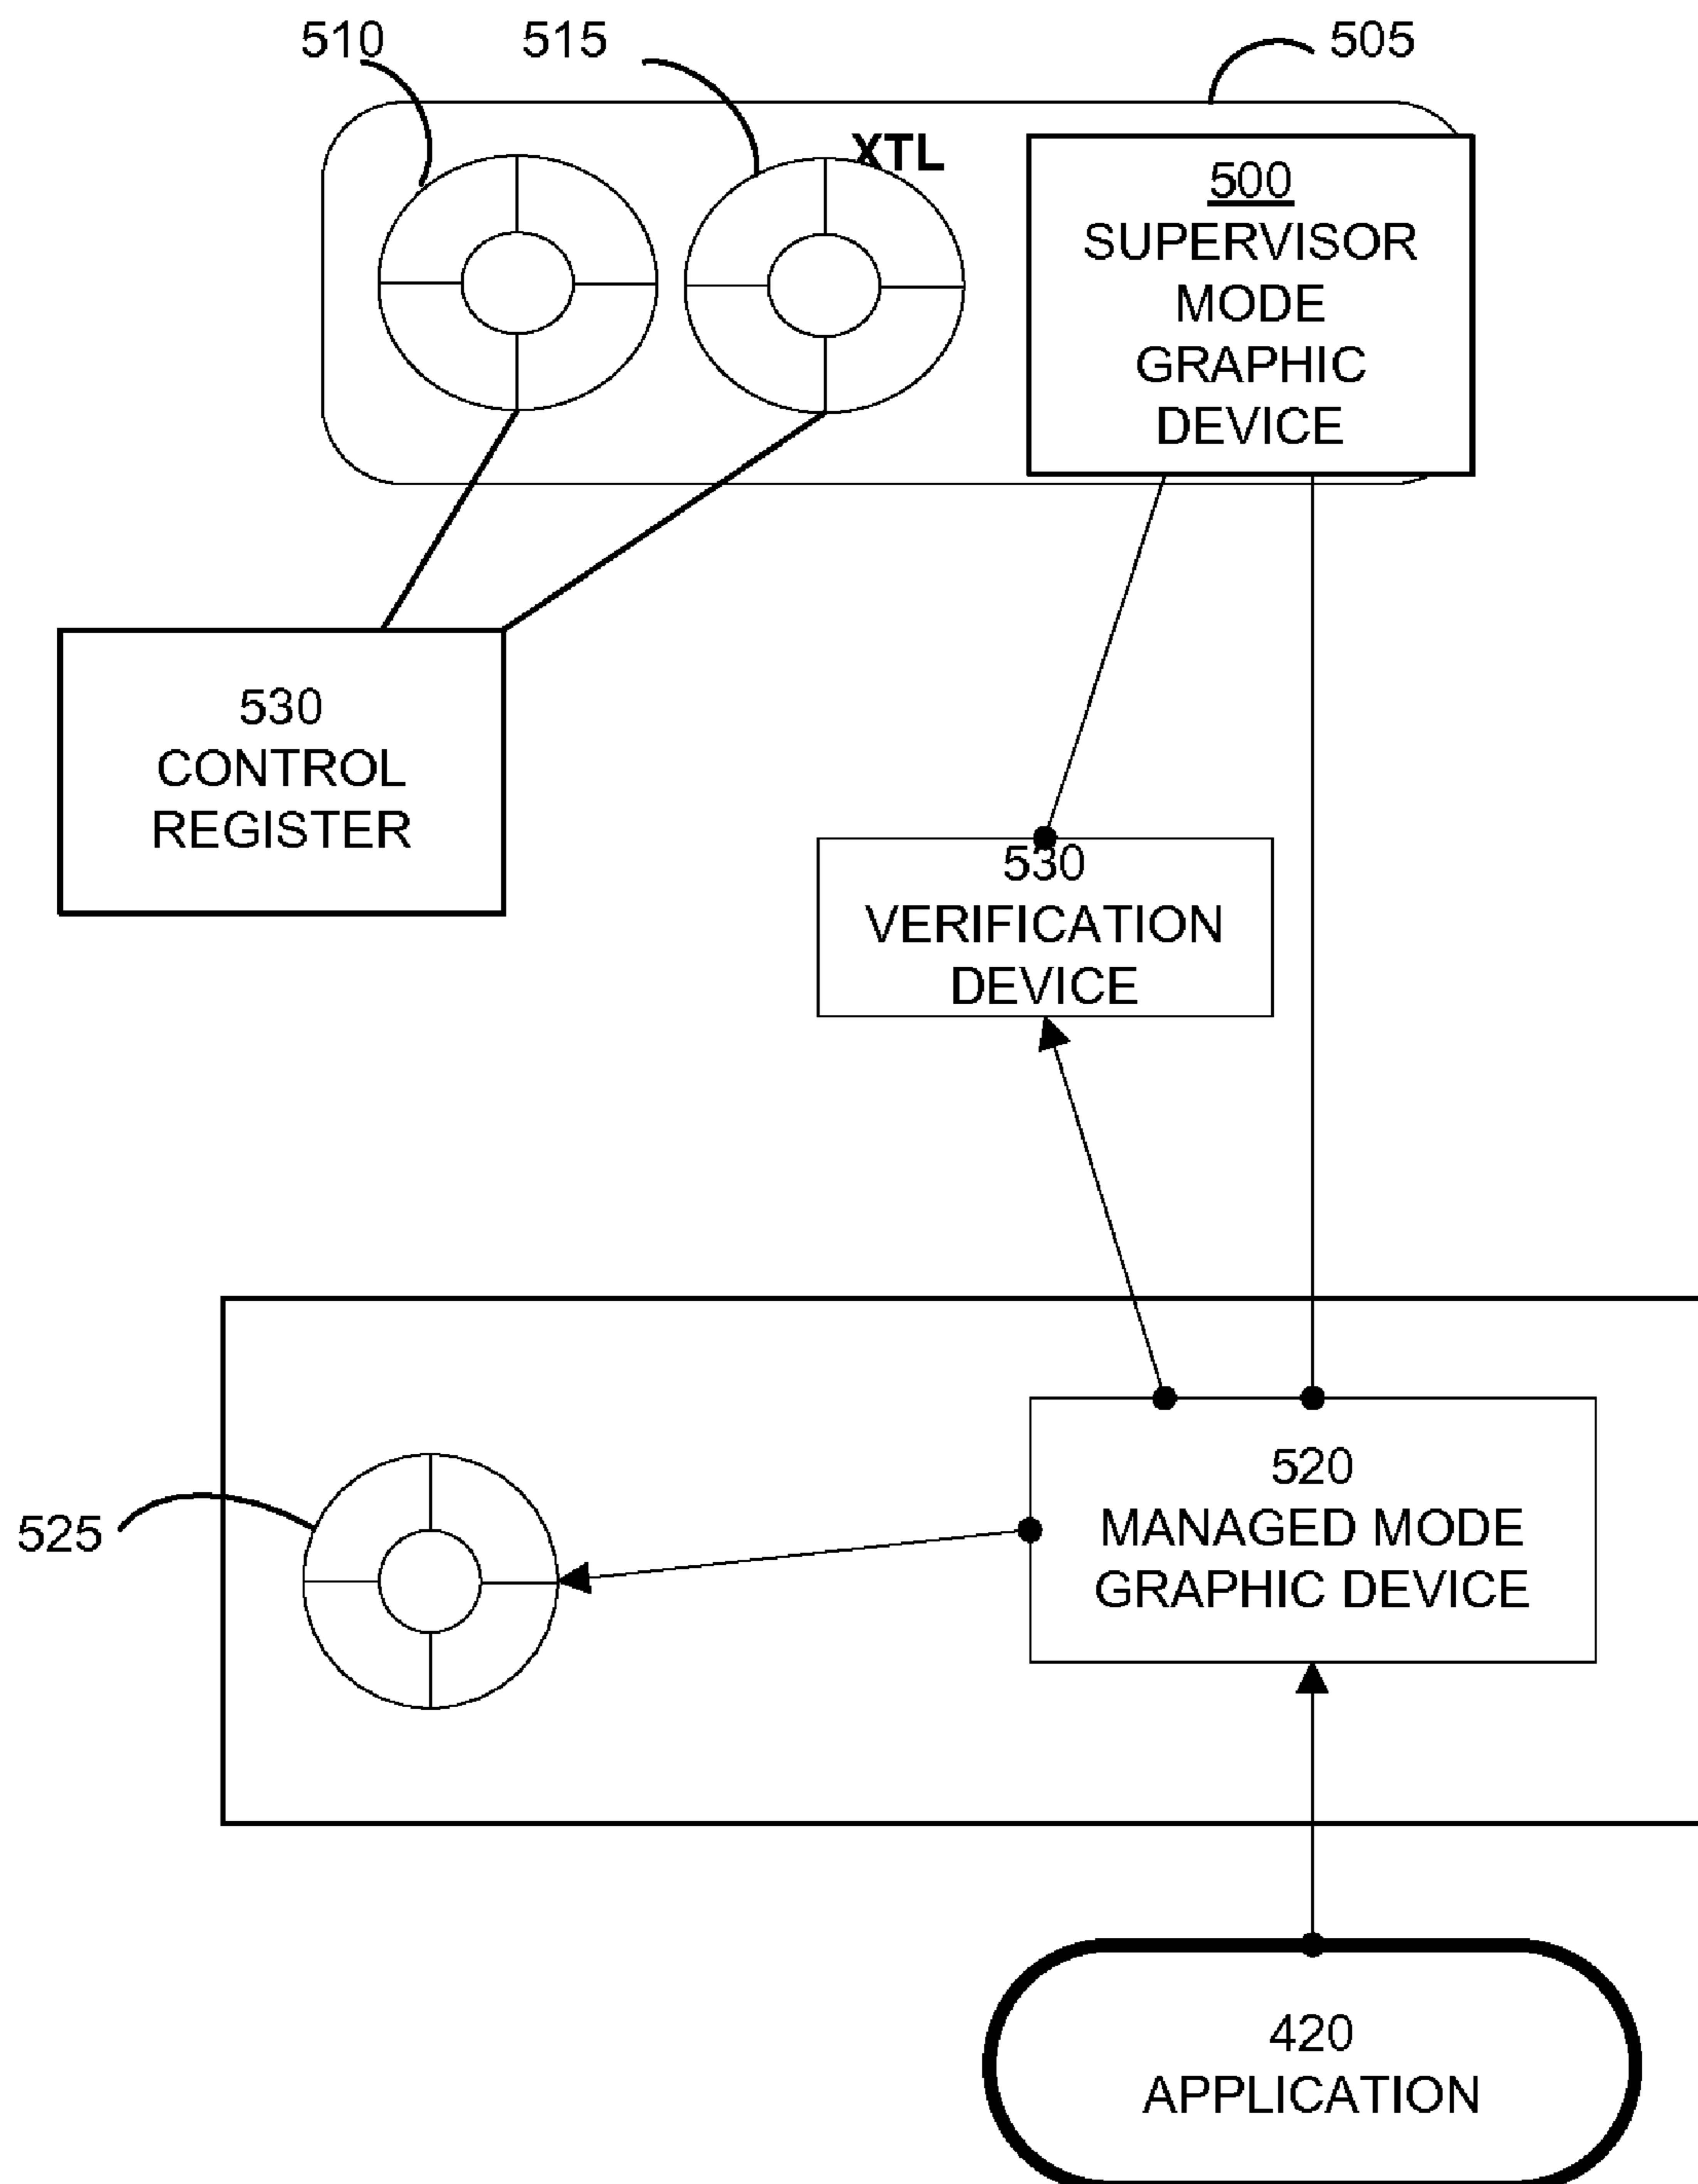 510
515
505
XTL
500
SUPERVISOR
MODE
GRAPHIC
DEVICE
530
CONTROL
REGISTER
530
VERIFICATION
DEVICE
520
MANAGED MODE
GRAPHIC DEVICE
525
420
APPLICATION